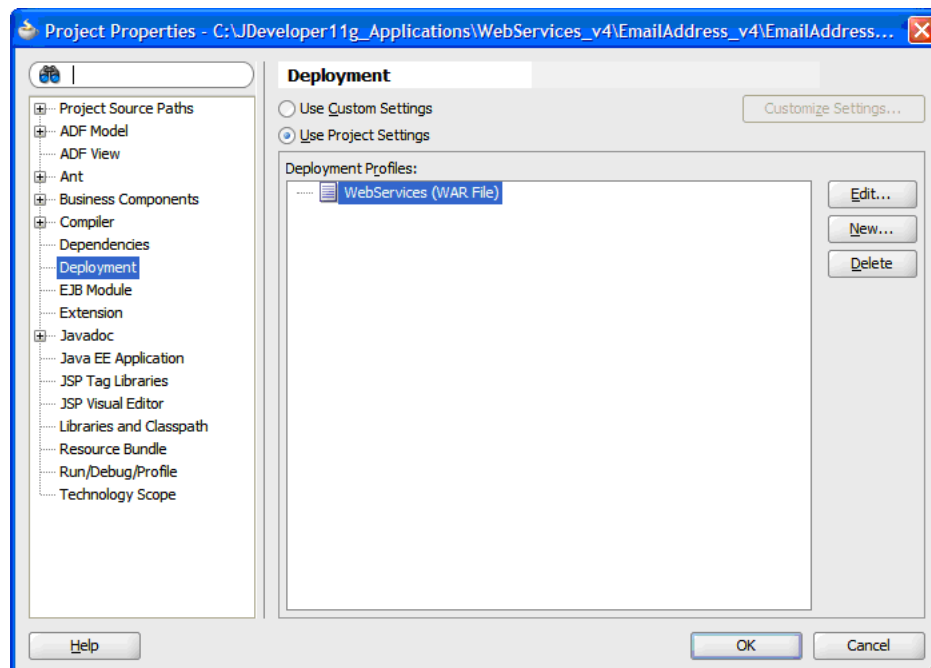 Project Properties - C:\JDeveloper11g_Applications\WebServices_v4\EmailAddress_v4\EmailAddress...
Project Source Paths
ADF Model
ADF View
Ant
Business Components
Compiler
Dependencies
Deployment
EJB Module
Extension
Javadoc
Java EE Application
JSP Tag Libraries
JSP Visual Editor
Libraries and Classpath
Resource Bundle
Run/Debug/Profile
Technology Scope
Deployment
Use Custom Settings
Customize Settings...
Use Project Settings
Deployment Profiles:
WebServices (WAR File)
Edit...
New...
Delete
Help
OK
Cancel